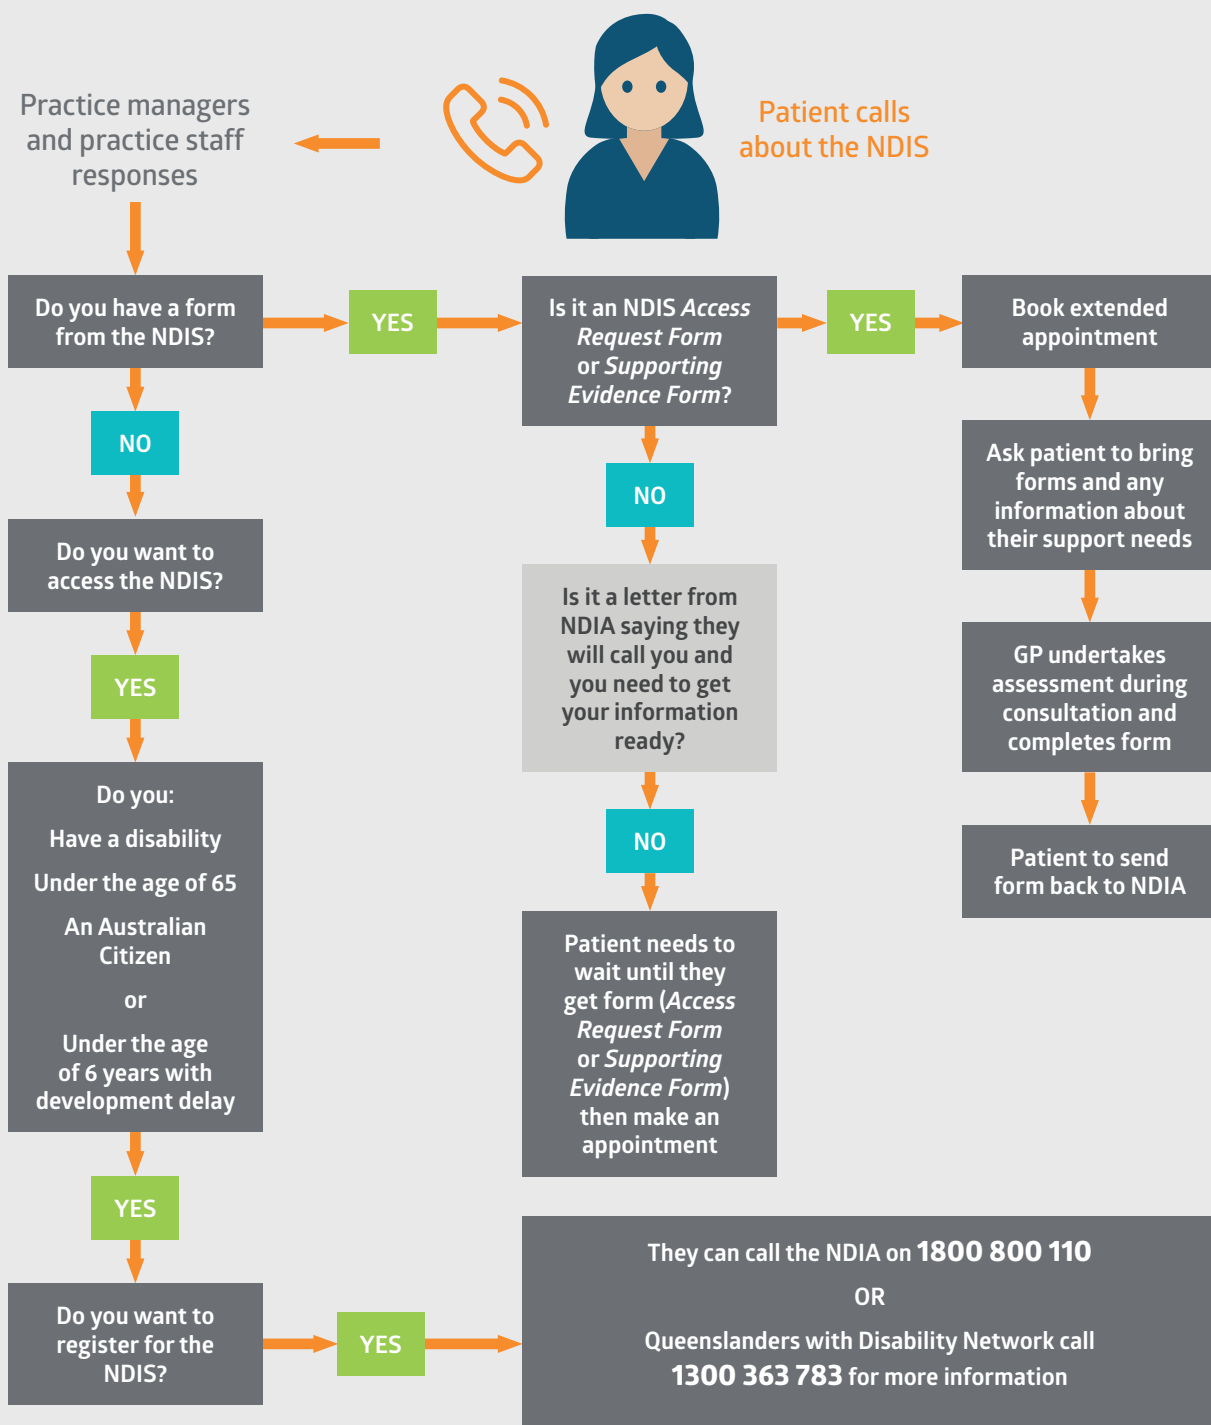 Practice managers
and practice staff
responses
Patient calls
about the NDIS
Do you have a form
from the NDIS?
YES
Is it an NDIS Access
Request Form
or Supporting
Evidence Form?
YES
Book extended
appointment
NO
Do you want to
access the NDIS?
YES
Do you:
Have a disability
Under the age of 65
An Australian
Citizen
or
Under the age
of 6 years with
development delay
YES
Do you want to
register for the
NDIS?
YES
NO
Is it a letter from
NDIA saying they
will call you and
you need to get
your information
ready?
NO
Patient needs to
wait until they
get form (Access
Request Form
or Supporting
Evidence Form)
then make an
appointment
Ask patient to bring
forms and any
information about
their support needs
GP undertakes
assessment during
consultation and
completes form
Patient to send
form back to NDIA
They can call the NDIA on 1800 800 110
OR
Queenslanders with Disability Network call
1300 363 783 for more information